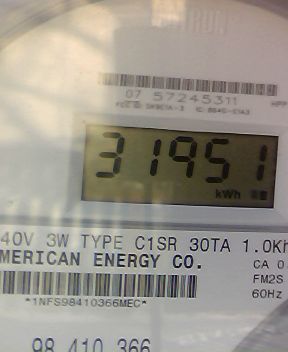 07 57245311
31951
kWh
40V 3W TYPE C1SR 30TA 1.0Kh
MERICAN ENERGY CO.
CA 0.
FM2S
60Hz
*1NFS98410366MEC*
98 410 366